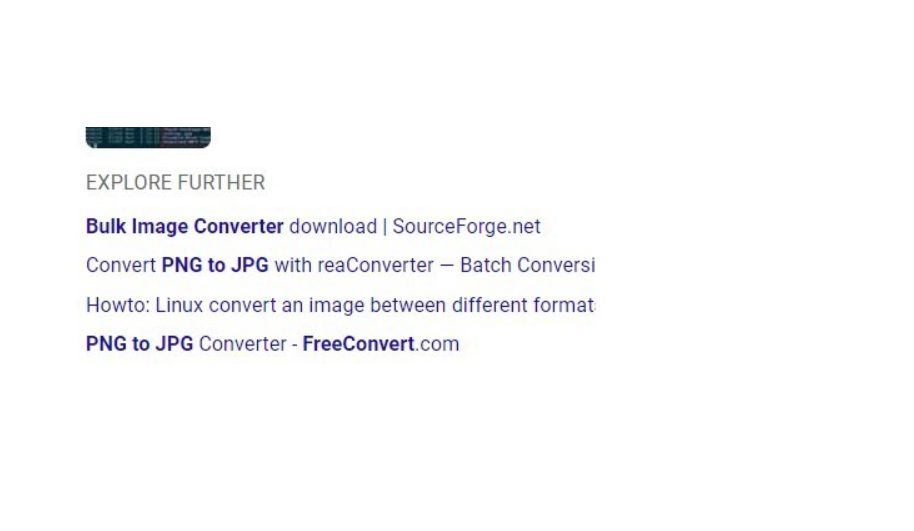 EXPLORE FURTHER
Bulk Image Converter download | SourceForge.net
Convert PNG to JPG with reaConverter — Batch Conversi
Howto: Linux convert an image between different format
PNG to JPG Converter - FreeConvert.com